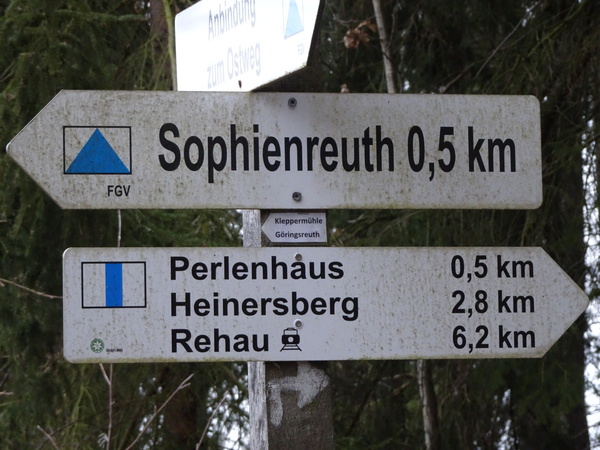 Anbindung
zum Ostweg
FGV
Sophienreuth 0,5 km
FGV
Kleppermühle
Göringsreuth
Perlenhaus 0,5 km
Heinersberg 2,8 km
Rehau 6,2 km